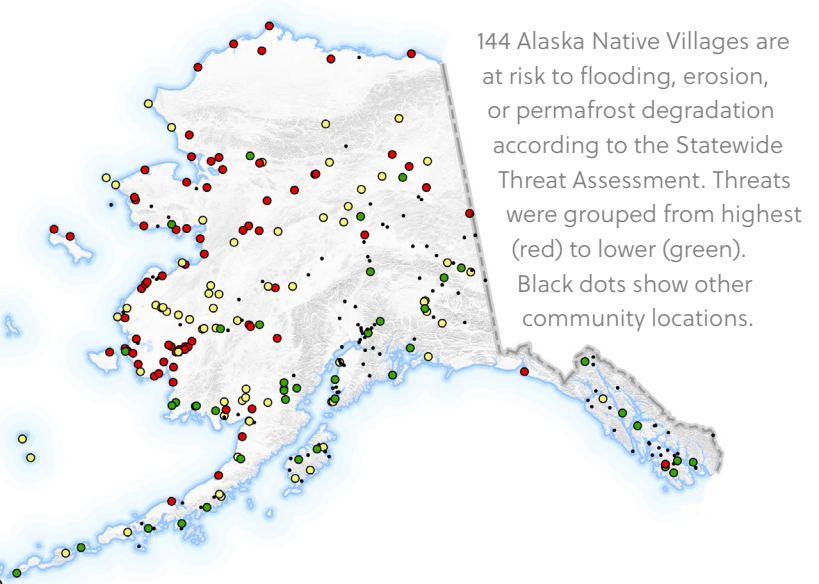 144 Alaska Native Villages are
at risk to flooding, erosion,
or permafrost degradation
according to the Statewide
Threat Assessment. Threats
were grouped from highest
(red) to lower (green).
Black dots show other
community locations.